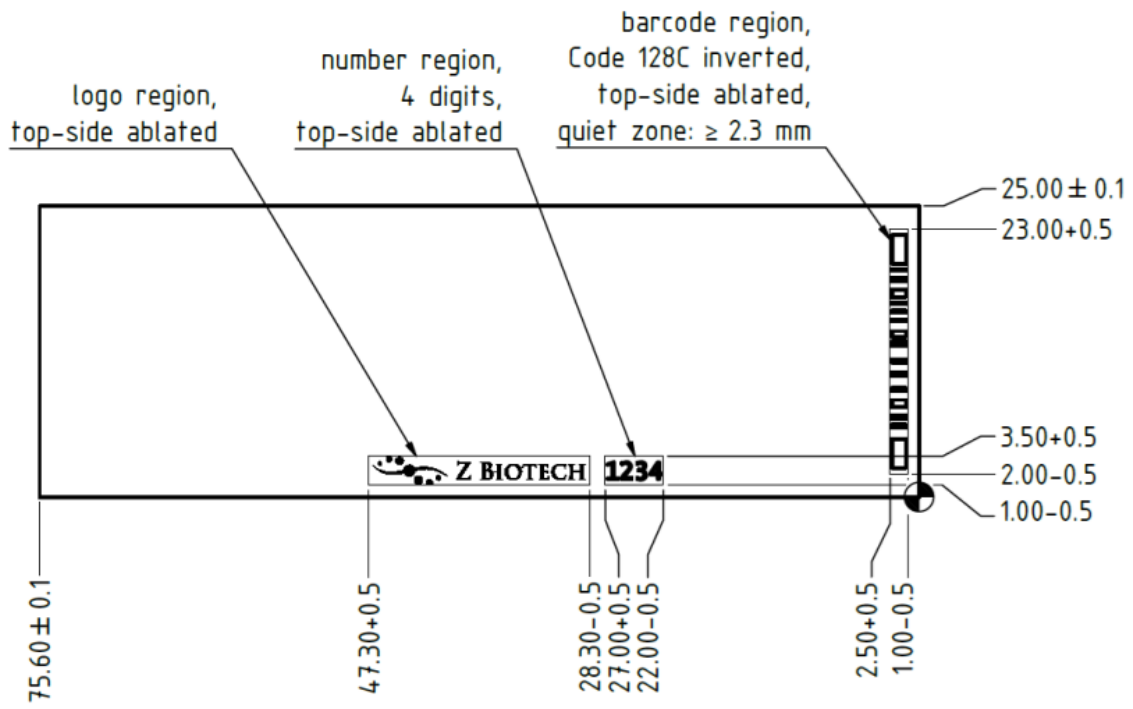 barcode region,
Code 128C inverted,
top-side ablated,
quiet zone: ≥ 2.3 mm
number region,
4 digits,
top-side ablated
logo region,
top-side ablated
25.00 ± 0.1
23.00+0.5
3.50+0.5
2.00-0.5
1.00-0.5
Z BIOTECH
1234
75.60 ± 0.1
47.30+0.5
28.30-0.5
27.00+0.5
22.00-0.5
2.50+0.5
1.00-0.5